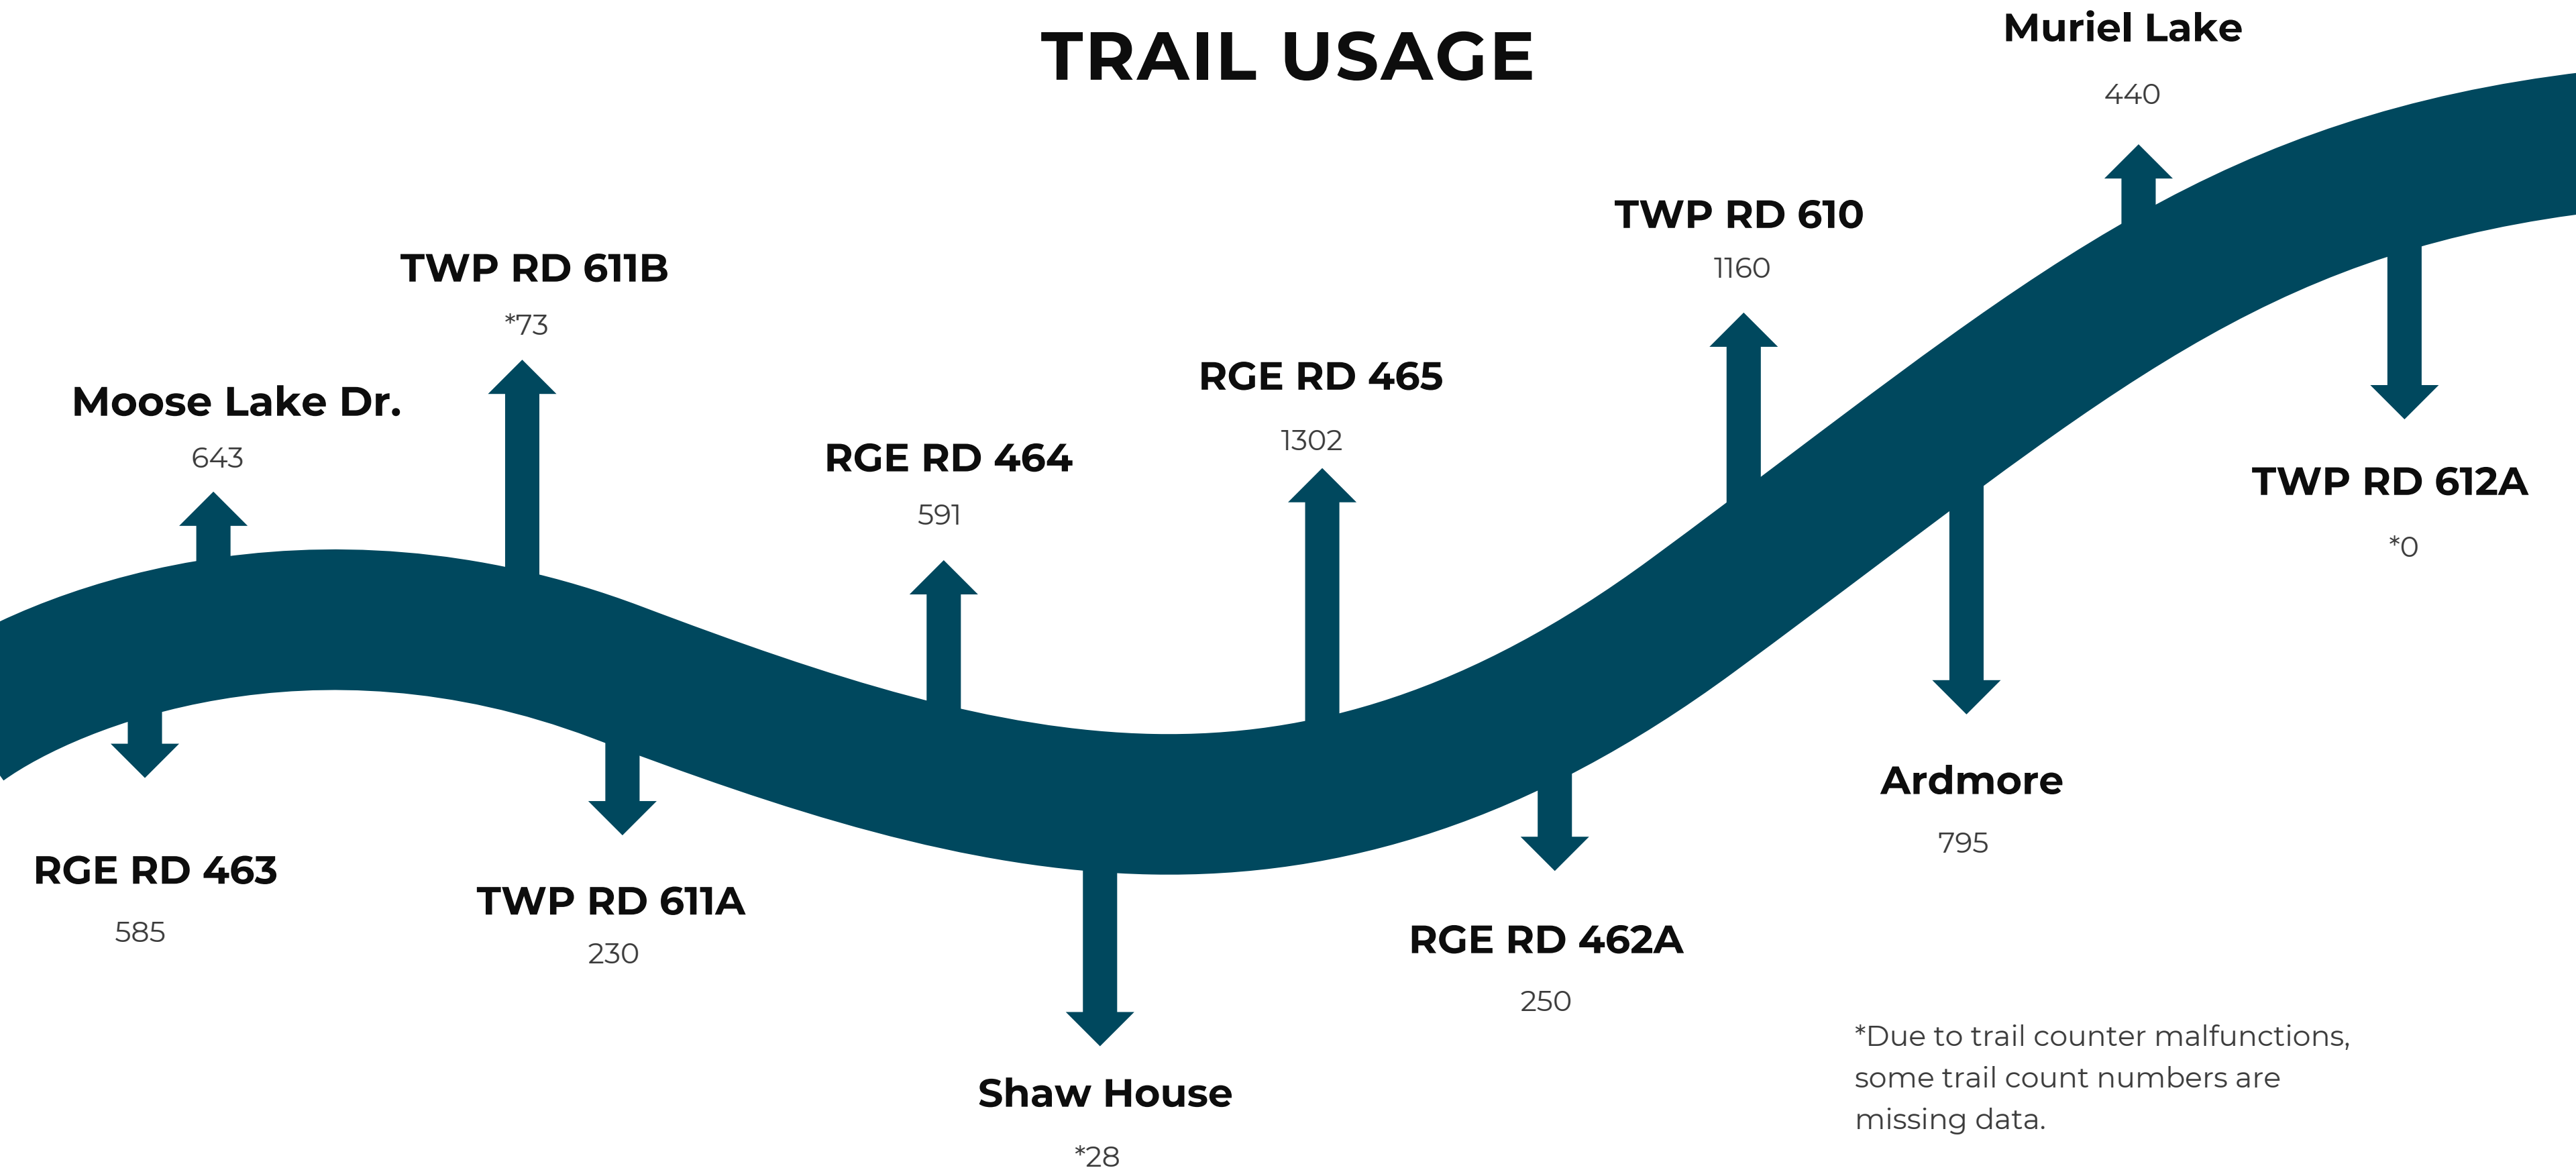 TRAIL USAGE
Muriel Lake
440
TWP RD 610
1160
TWP RD 611B
*73
RGE RD 465
1302
Moose Lake Dr.
643
RGE RD 464
591
TWP RD 612A
*0
Ardmore
795
RGE RD 463
585
TWP RD 611A
230
RGE RD 462A
250
Shaw House
*28
*Due to trail counter malfunctions,
some trail count numbers are
missing data.